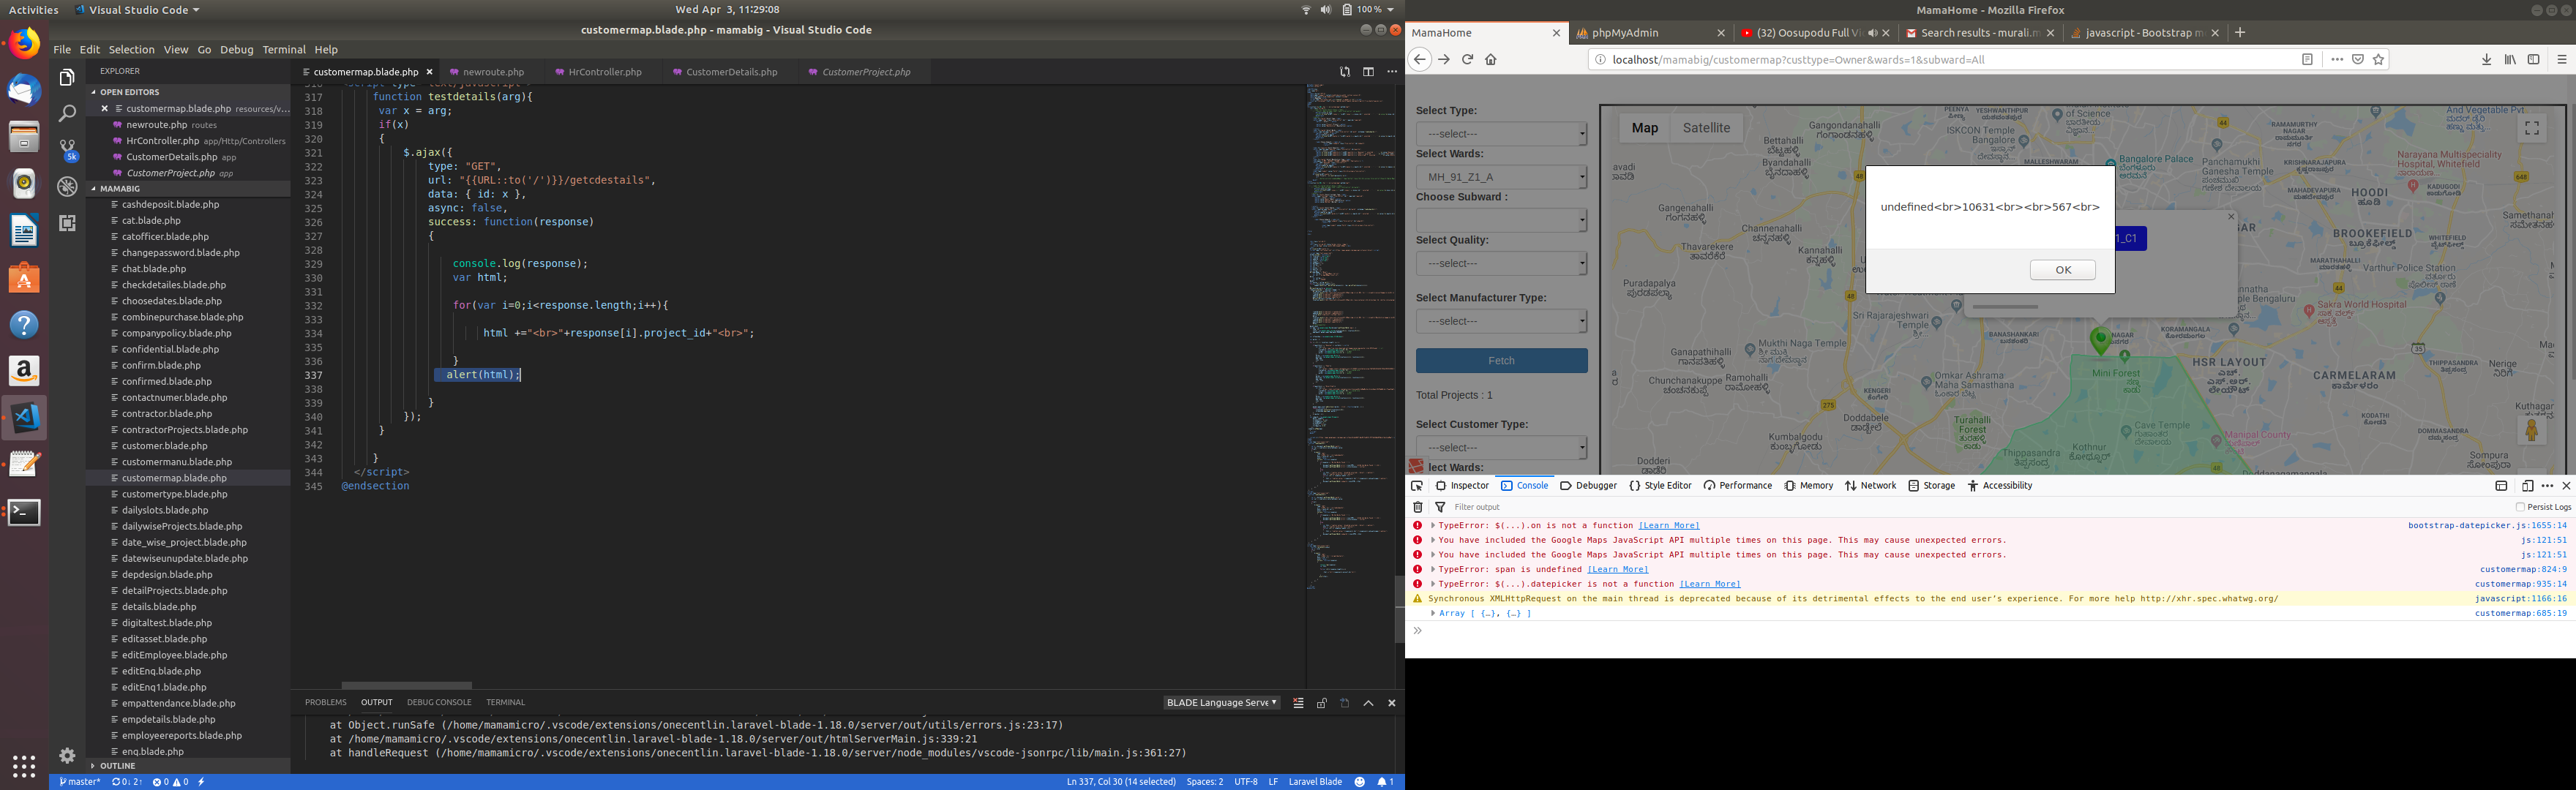 Activities
Visual Studio Code
Wed Apr 3, 11:29:08
100 %
customermap.blade.php - mamabig - Visual Studio Code
File Edit Selection View Go Debug Terminal Help
EXPLORER
OPEN EDITORS
customermap.blade.php resources/v...
newroute.php routes
HrController.php app/Http/Controllers
CustomerDetails.php app
CustomerProject.php app
MAMABIG
cashdeposit.blade.php
cat.blade.php
catofficer.blade.php
changepassword.blade.php
chat.blade.php
checkdetailes.blade.php
choosedates.blade.php
combinepurchase.blade.php
companypolicy.blade.php
confidential.blade.php
confirm.blade.php
confirmed.blade.php
contactnumer.blade.php
contractor.blade.php
contractorProjects.blade.php
customer.blade.php
customermanu.blade.php
customermap.blade.php
customertype.blade.php
dailyslots.blade.php
dailywiseProjects.blade.php
date_wise_project.blade.php
datewiseunupdate.blade.php
depdesign.blade.php
detailProjects.blade.php
details.blade.php
digitaltest.blade.php
editasset.blade.php
editEmployee.blade.php
editEnq.blade.php
editEnq1.blade.php
empattendance.blade.php
empdetails.blade.php
employeereports.blade.php
enq.blade.php
OUTLINE
5k
customermap.blade.php newroute.php HrController.php CustomerDetails.php CustomerProject.php
317 function testdetails(arg){
318 var x = arg;
319 if(x)
320 {
321 $.ajax({
322 type: "GET",
323 url: "{{URL::to('/')}}/getcdestails",
324 data: { id: x },
325 async: false,
326 success: function(response)
327 {
328
329 console.log(response);
330 var html;
331
332 for(var i=0;i<response.length;i++){
333
334 html +="<br>"+response[i].project_id+"<br>";
335
336 }
337 alert(html);
338
339 }
340 });
341 }
342
343 }
344 </script>
345 @endsection
PROBLEMS OUTPUT DEBUG CONSOLE TERMINAL
BLADE Language Serve
at Object.runSafe (/home/mamamicro/.vscode/extensions/onecentlin.laravel-blade-1.18.0/server/out/utils/errors.js:23:17)
at /home/mamamicro/.vscode/extensions/onecentlin.laravel-blade-1.18.0/server/out/htmlServerMain.js:339:21
at handleRequest (/home/mamamicro/.vscode/extensions/onecentlin.laravel-blade-1.18.0/server/node_modules/vscode-jsonrpc/lib/main.js:361:27)
master* 0↓ 2↑ 0 0
Ln 337, Col 30 (14 selected) Spaces: 2 UTF-8 LF Laravel Blade 1
MamaHome - Mozilla Firefox
MamaHome
phpMyAdmin
(32) Oosupodu Full Vi
Search results - murali.m
javascript - Bootstrap m
localhost/mamabig/customermap?custtype=Owner&wards=1&subward=All
Select Type:
---select---
Select Wards:
MH_91_Z1_A
Choose Subward :
Select Quality:
---select---
Select Manufacturer Type:
---select---
Fetch
Total Projects : 1
Select Customer Type:
---select---
lect Wards:
Map Satellite
undefined<br>10631<br><br>567<br>
OK
1_C1
Gangondanahalli
Bettahalli
Byandahalli
ISKCON Temple Bangalore
of Science
Bangalore Palace
MALLESHWARAM
RAMAMURTHY NAGAR
And Vegetable Pvt
Panchamukhi Ganesha Temple
Narayana Multispeciality Hospital, Whitefield
KRISHNARAJAPURA
MAHADEVAPURA
HOODI
KADUGODI
Samethanahalli
Gangenahalli
Channenahalli
Thavarekere
BROOKEFIELD
WHITEFIELD
MARATHAHALLI
Varthur Police Station
DOMMASANDRA
Puradapalya
Sri Rajarajeshwari Temple
BANASHANKARI
KORAMANGALA
Sakra World Hospital
Mukthi Naga Temple
Ganapathihalli
Chunchanakuppe
Ramohalli
KENGERI
Omkar Ashrama Maha Samasthana
HSR LAYOUT
CARMELARAM
THIPPASANDRA
Nerige
Mini Forest
Doddabele
Turahalli Forest
Kumbalgodu
Dodderi
Kothnur
Thippasandra
Cave Temple
Manipal County
KODATHI
Sompura
Inspector Console Debugger Style Editor Performance Memory Network Storage Accessibility
Filter output
Persist Logs
TypeError: $(...).on is not a function [Learn More] bootstrap-datepicker.js:1655:14
You have included the Google Maps JavaScript API multiple times on this page. This may cause unexpected errors. js:121:51
You have included the Google Maps JavaScript API multiple times on this page. This may cause unexpected errors. js:121:51
TypeError: span is undefined [Learn More] customermap:824:9
TypeError: $(...).datepicker is not a function [Learn More] customermap:935:14
Synchronous XMLHttpRequest on the main thread is deprecated because of its detrimental effects to the end user's experience. For more help http://xhr.spec.whatwg.org/ javascript:1166:16
Array [ {…}, {…} ] customermap:685:19